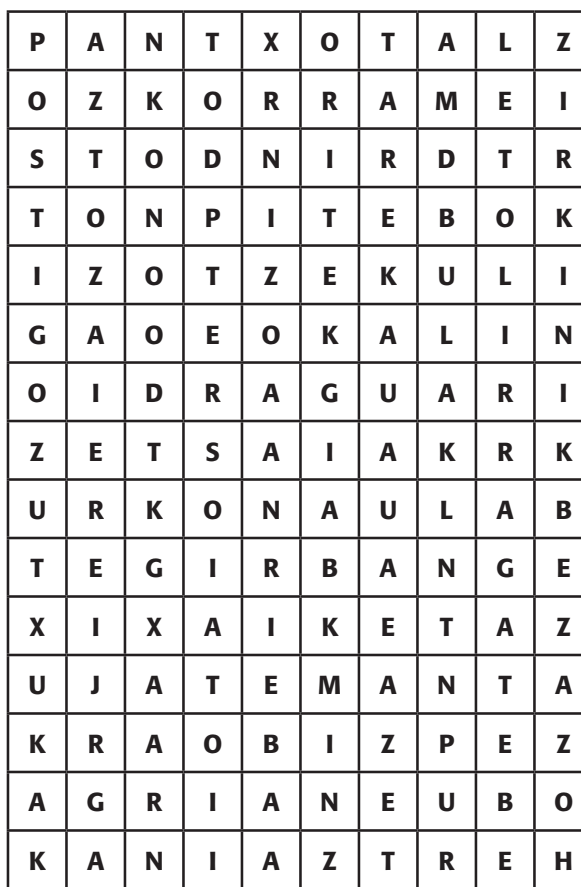 P A N T X O T A L Z
O Z K O R R A M E I
S T O D N I R D T R
T O N P I T E B O K
I Z O T Z E K U L I
G A O E O K A L I N
O I D R A G U A R I
Z E T S A I A K R K
U R K O N A U L A B
T E G I R B A N G E
X I X A I K E T A Z
U J A T E M A N T A
K R A O B I Z P E Z
A G R I A N E U B O
K A N I A Z T R E H